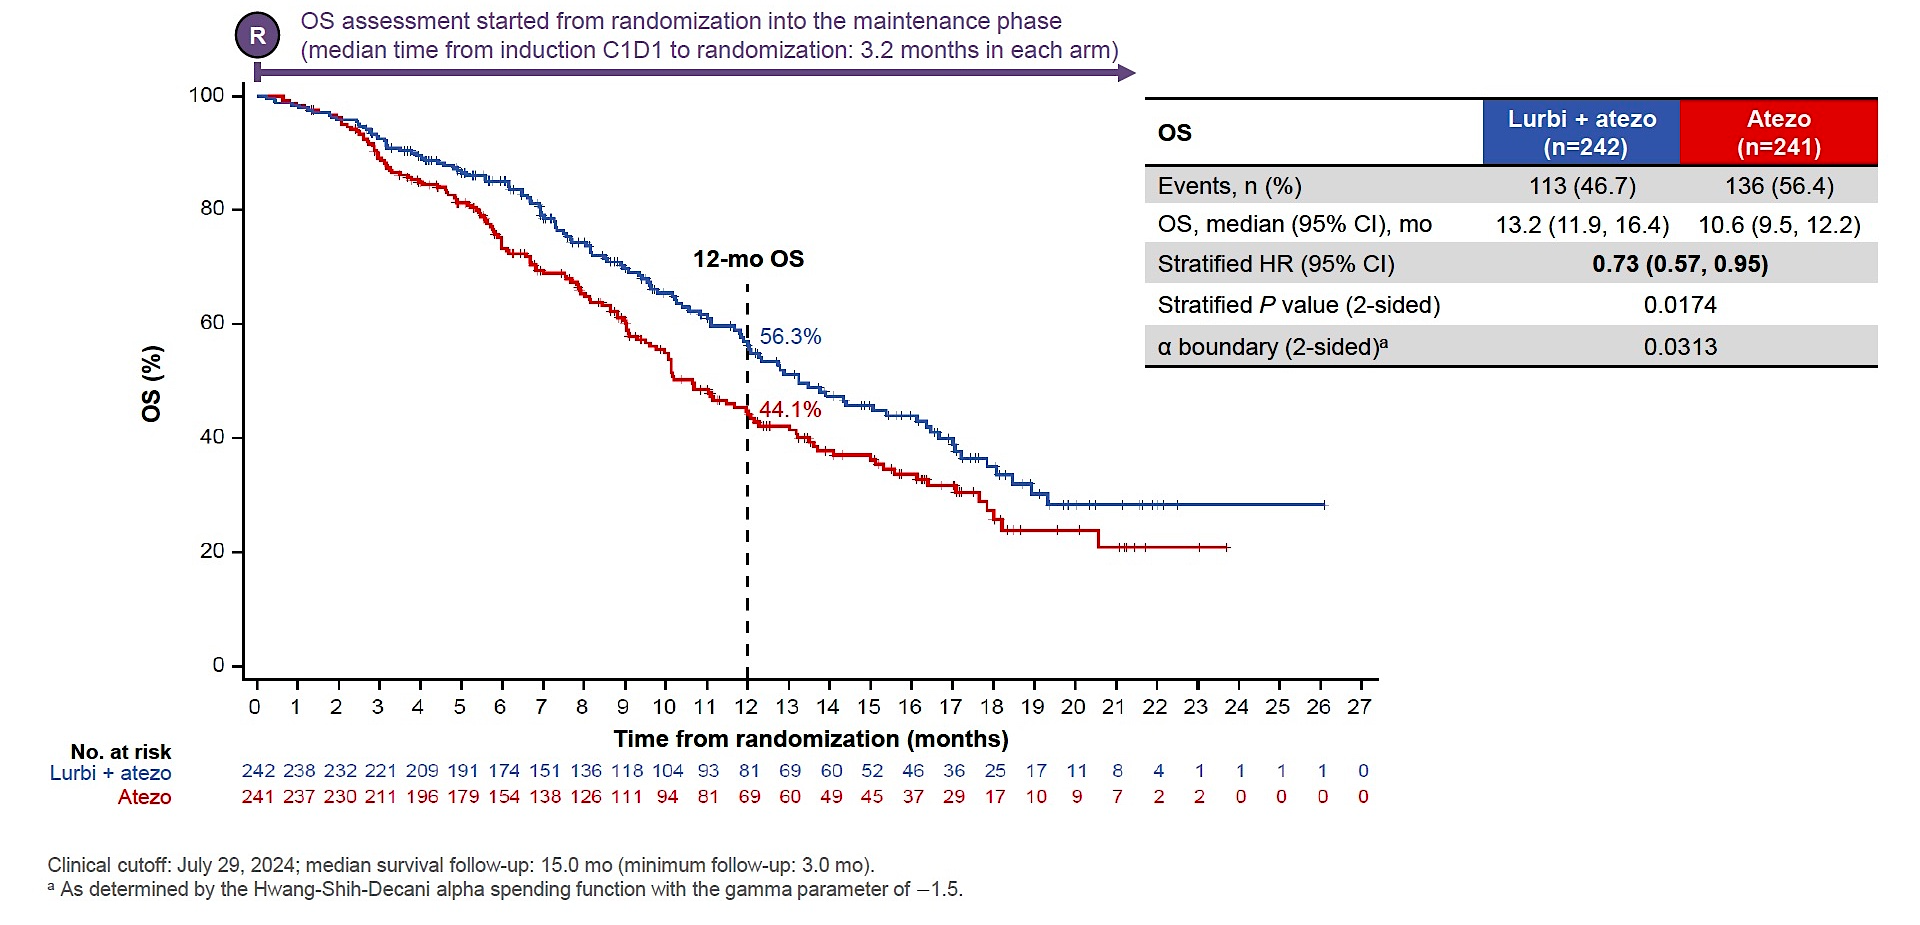 R
OS assessment started from randomization into the maintenance phase
(median time from induction C1D1 to randomization: 3.2 months in each arm)
OS Lurbi + atezo (n=242) Atezo (n=241)
Events, n (%) 113 (46.7) 136 (56.4)
OS, median (95% CI), mo 13.2 (11.9, 16.4) 10.6 (9.5, 12.2)
Stratified HR (95% CI) 0.73 (0.57, 0.95)
Stratified P value (2-sided) 0.0174
α boundary (2-sided)ᵃ 0.0313
OS (%)
100
80
60
40
20
0
12-mo OS
56.3%
44.1%
0 1 2 3 4 5 6 7 8 9 10 11 12 13 14 15 16 17 18 19 20 21 22 23 24 25 26 27
Time from randomization (months)
No. at risk
Lurbi + atezo 242 238 232 221 209 191 174 151 136 118 104 93 81 69 60 52 46 36 25 17 11 8 4 1 1 1 1 0
Atezo 241 237 230 211 196 179 154 138 126 111 94 81 69 60 49 45 37 29 17 10 9 7 2 2 0 0 0 0
Clinical cutoff: July 29, 2024; median survival follow-up: 15.0 mo (minimum follow-up: 3.0 mo).
ᵃ As determined by the Hwang-Shih-Decani alpha spending function with the gamma parameter of −1.5.